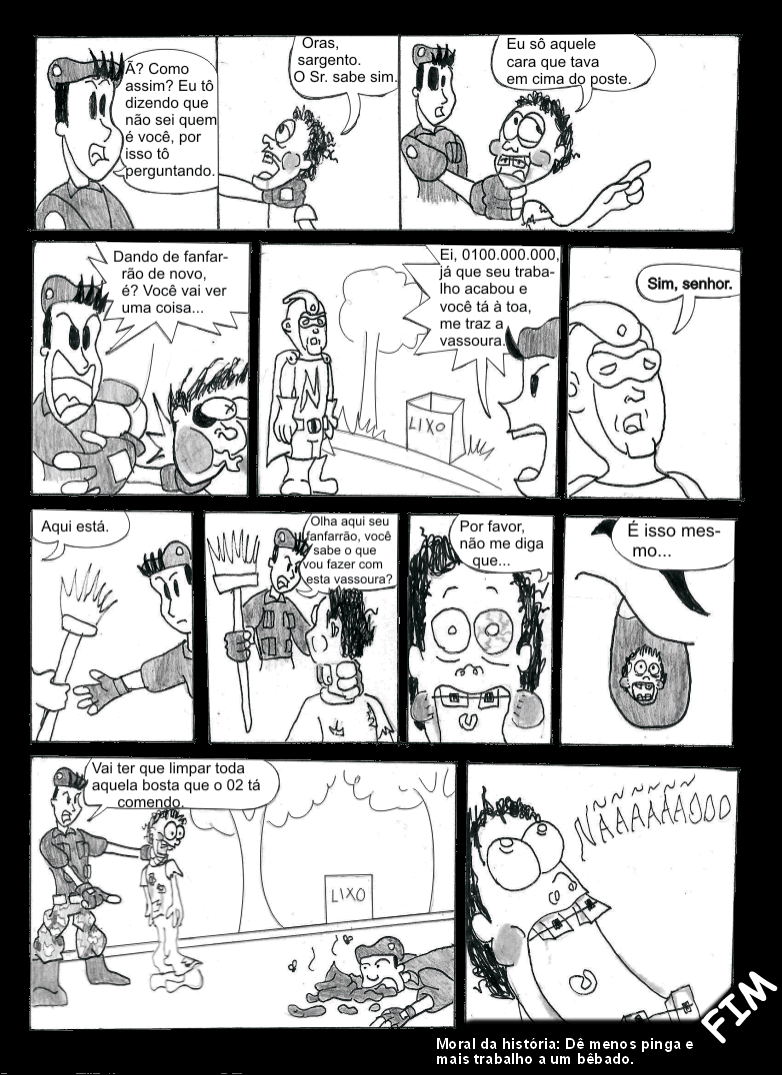 Ã? Como
assim? Eu tô
dizendo que
não sei quem
é você, por
isso tô
perguntando.
Oras,
sargento.
O Sr. sabe sim.
Eu sô aquele
cara que tava
em cima do poste.
Dando de fanfar-
rão de novo,
é? Você vai ver
uma coisa...
Ei, 0100.000.000,
já que seu traba-
lho acabou e
você tá à toa,
me traz a
vassoura.
N
LIXO
Sim, senhor.
Aqui está.
Olha aqui seu
fanfarrão, você
sabe o que
vou fazer com
esta vassoura?
Por favor,
não me diga
que...
É isso mes-
mo...
Vai ter que limpar toda
aquela bosta que o 02 tá
comendo.
LIXO
FIM
Moral da história: Dê menos pinga e
mais trabalho a um bêbado.